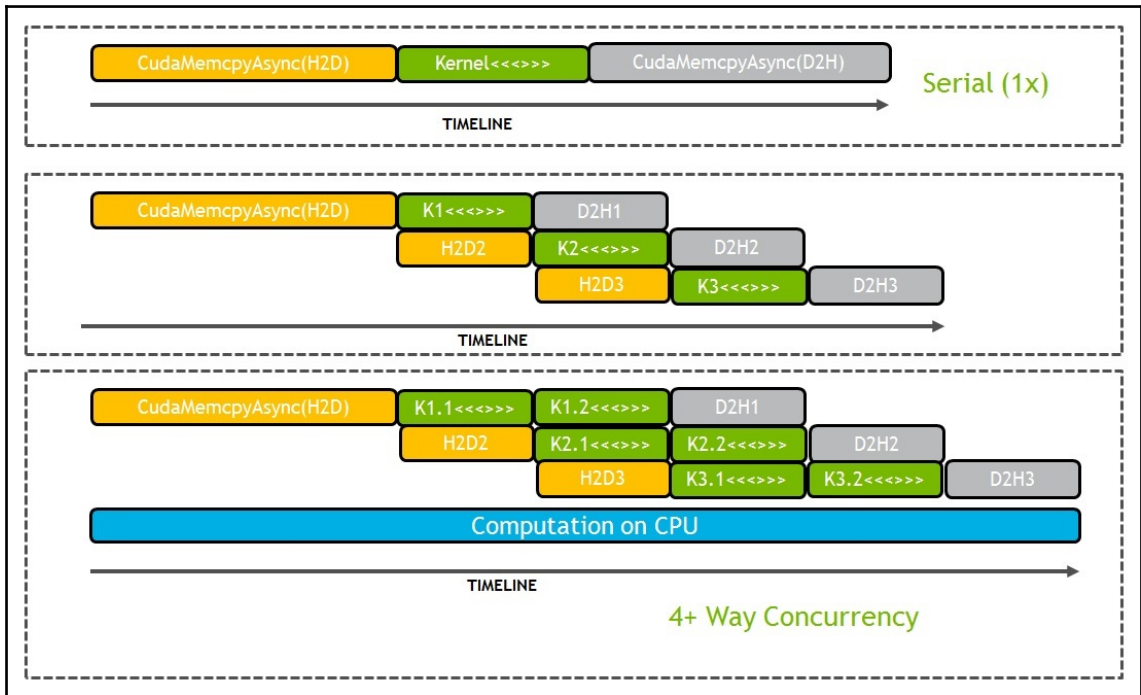 CudaMemcpyAsync(H2D) Kernel<<<>>> CudaMemcpyAsync(D2H)
Serial (1x)
TIMELINE
CudaMemcpyAsync(H2D) K1<<<>>> D2H1
H2D2 K2<<<>>> D2H2
H2D3 K3<<<>>> D2H3
TIMELINE
CudaMemcpyAsync(H2D) K1.1<<<>>> K1.2<<<>>> D2H1
H2D2 K2.1<<<>>> K2.2<<<>>> D2H2
H2D3 K3.1<<<>>> K3.2<<<>>> D2H3
Computation on CPU
TIMELINE
4+ Way Concurrency